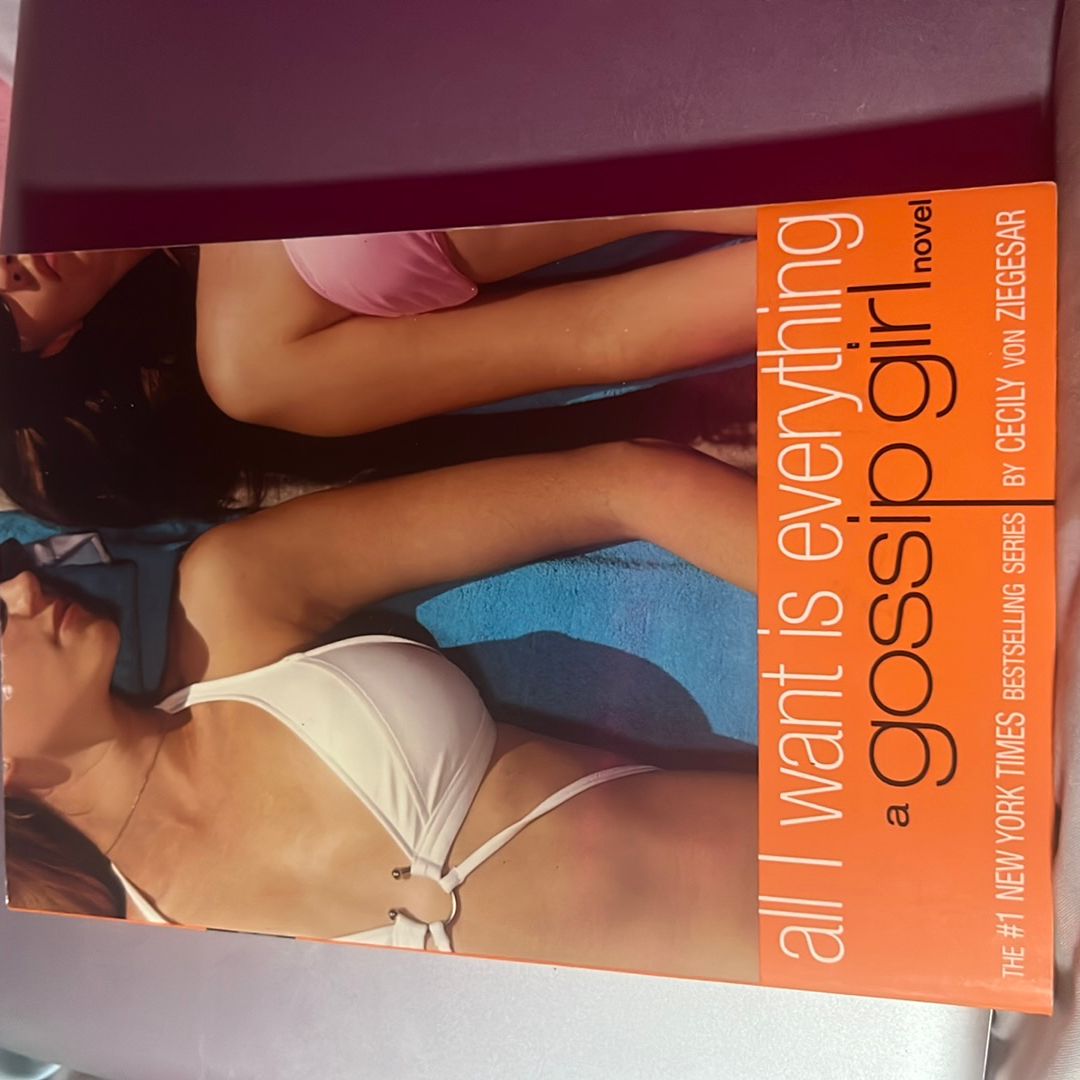 all I want is everything
a gossip girl novel
THE #1 NEW YORK TIMES BESTSELLING SERIES | BY CECILY VON ZIEGESAR